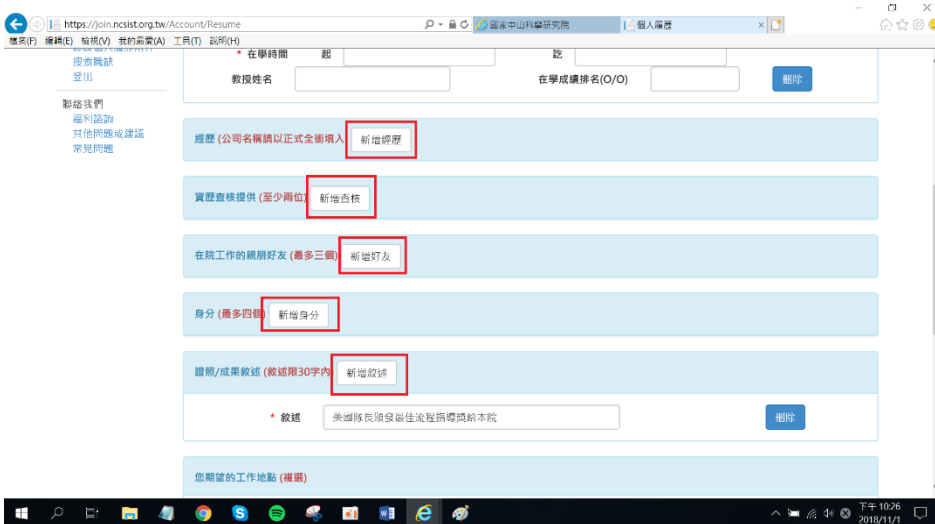 https://join.ncsist.org.tw/Account/Resume
國家中山科學研究院
個人履歷
檔案(F) 編輯(E) 檢視(V) 我的最愛(A) 工具(T) 說明(H)
搜索職缺
登出
聯絡我們
福利諮詢
其他問題或建議
常見問題
* 在學時間 起 訖
教授姓名 在學成績排名(O/O) 刪除
經歷 (公司名稱請以正式全銜填入 新增經歷
資歷查核提供 (至少兩位) 新增查核
在院工作的親朋好友 (最多三個) 新增好友
身分 (最多四個) 新增身分
證照/成果敘述 (敘述限30字內) 新增敘述
* 敘述 美國隊長頒發最佳流程指導獎給本院 刪除
您期望的工作地點 (複選)
下午 10:26
2018/11/1